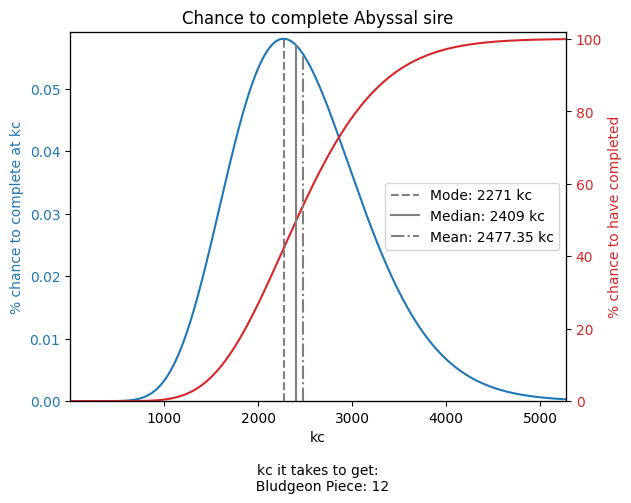 Chance to complete Abyssal sire
% chance to complete at kc
0.05
0.04
0.03
0.02
0.01
0.00
100
80
60
40
20
0
% chance to have completed
Mode: 2271 kc
Median: 2409 kc
Mean: 2477.35 kc
1000 2000 3000 4000 5000
kc
kc it takes to get:
Bludgeon Piece: 12